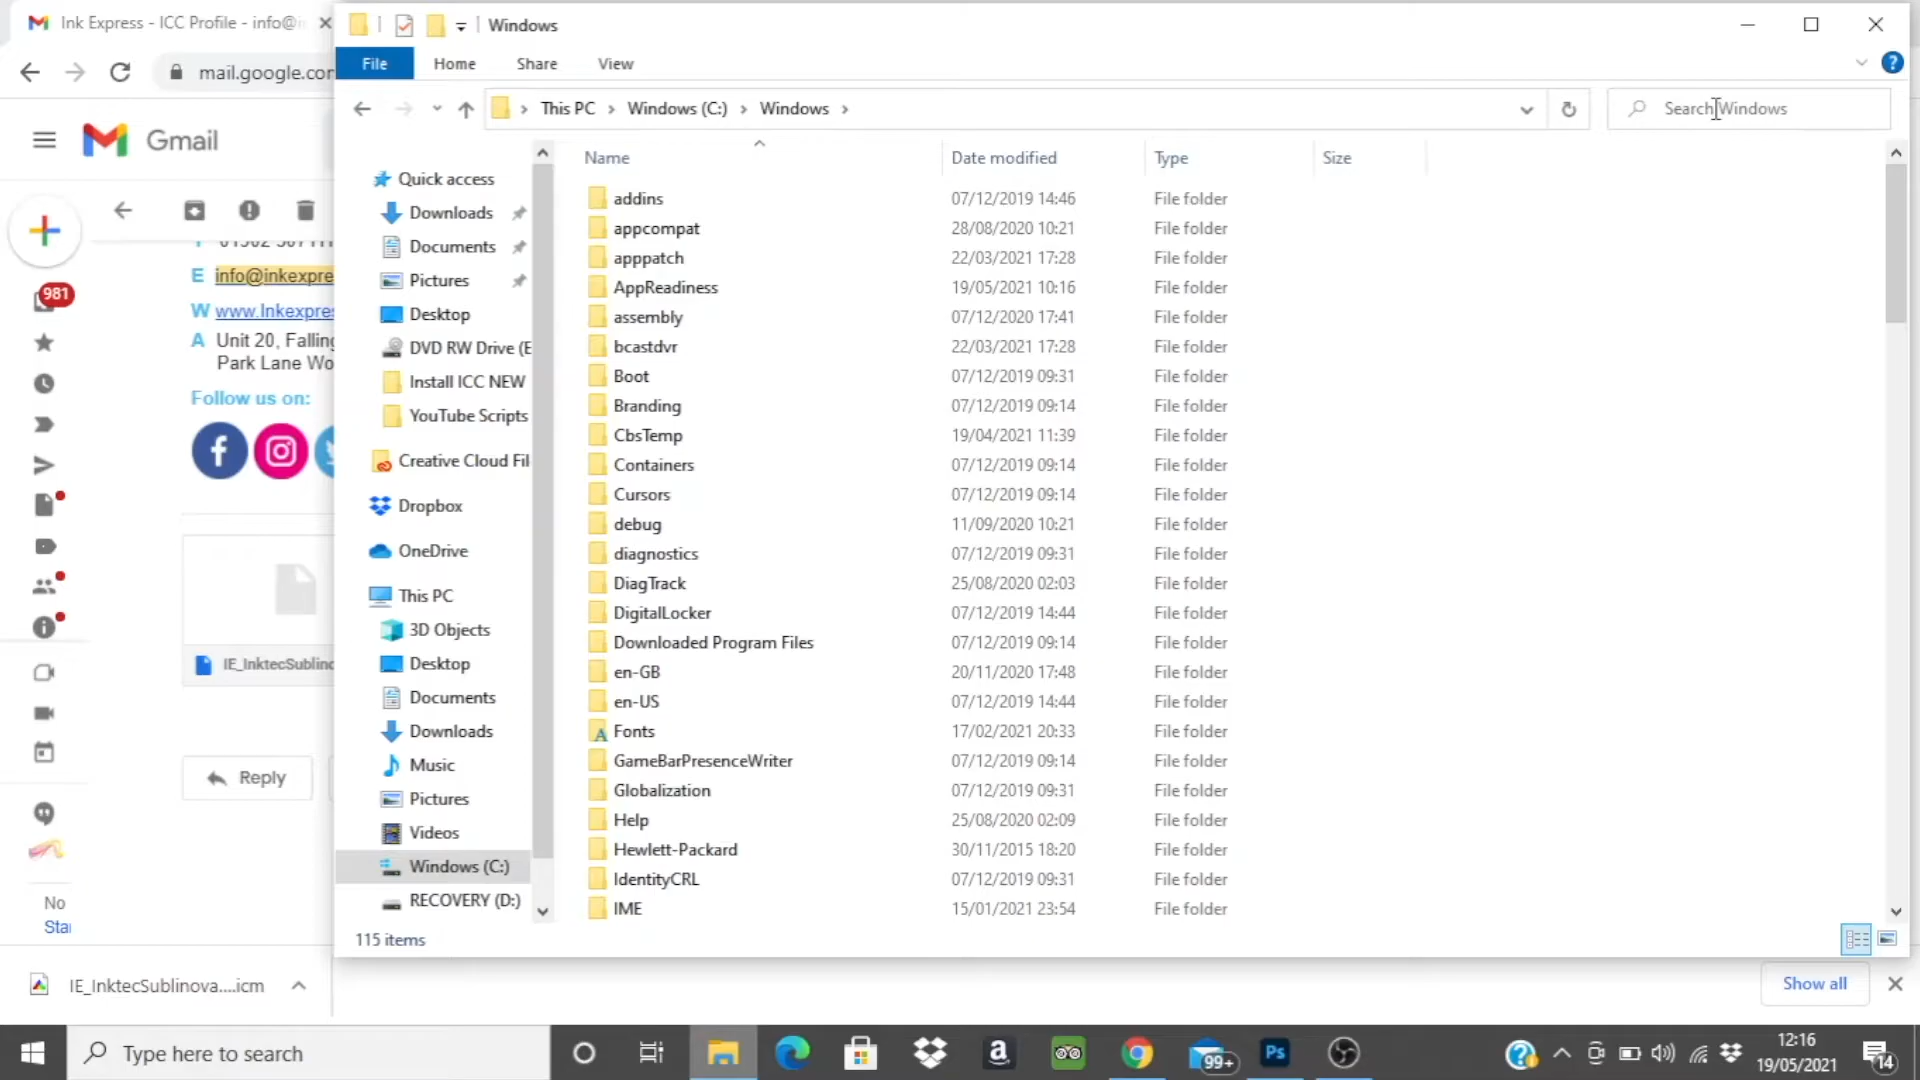 Ink Express - ICC Profile - info@i
mail.google.com
Gmail
981
E info@inkexpre
W www.Inkexpres
A Unit 20, Falling
Park Lane Wo
Follow us on:
IE_InktecSublino
Reply
No
Star
IE_InktecSublinova....icm
Windows
File Home Share View
This PC Windows (C:) Windows
Search Windows
Quick access
Downloads
Documents
Pictures
Desktop
DVD RW Drive (E
Install ICC NEW
YouTube Scripts
Creative Cloud Fil
Dropbox
OneDrive
This PC
3D Objects
Desktop
Documents
Downloads
Music
Pictures
Videos
Windows (C:)
RECOVERY (D:)
Name Date modified Type Size
addins 07/12/2019 14:46 File folder
appcompat 28/08/2020 10:21 File folder
apppatch 22/03/2021 17:28 File folder
AppReadiness 19/05/2021 10:16 File folder
assembly 07/12/2020 17:41 File folder
bcastdvr 22/03/2021 17:28 File folder
Boot 07/12/2019 09:31 File folder
Branding 07/12/2019 09:14 File folder
CbsTemp 19/04/2021 11:39 File folder
Containers 07/12/2019 09:14 File folder
Cursors 07/12/2019 09:14 File folder
debug 11/09/2020 10:21 File folder
diagnostics 07/12/2019 09:31 File folder
DiagTrack 25/08/2020 02:03 File folder
DigitalLocker 07/12/2019 14:44 File folder
Downloaded Program Files 07/12/2019 09:14 File folder
en-GB 20/11/2020 17:48 File folder
en-US 07/12/2019 14:44 File folder
Fonts 17/02/2021 20:33 File folder
GameBarPresenceWriter 07/12/2019 09:14 File folder
Globalization 07/12/2019 09:31 File folder
Help 25/08/2020 02:09 File folder
Hewlett-Packard 30/11/2015 18:20 File folder
IdentityCRL 07/12/2019 09:31 File folder
IME 15/01/2021 23:54 File folder
115 items
Show all
Type here to search
99+
Ps
12:16
19/05/2021
14